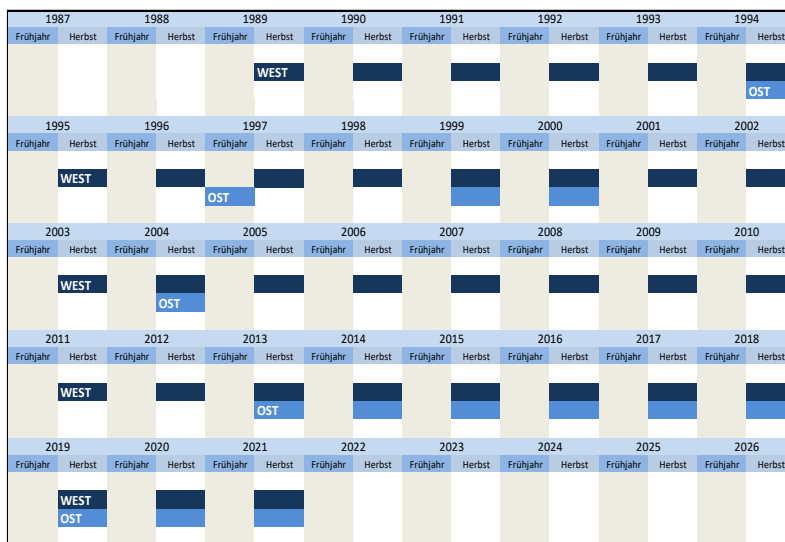 1987 1988 1989 1990 1991 1992 1993 1994
Frühjahr Herbst Frühjahr Herbst Frühjahr Herbst Frühjahr Herbst Frühjahr Herbst Frühjahr Herbst Frühjahr Herbst Frühjahr Herbst
WEST
OST
1995 1996 1997 1998 1999 2000 2001 2002
Frühjahr Herbst Frühjahr Herbst Frühjahr Herbst Frühjahr Herbst Frühjahr Herbst Frühjahr Herbst Frühjahr Herbst Frühjahr Herbst
WEST
OST
2003 2004 2005 2006 2007 2008 2009 2010
Frühjahr Herbst Frühjahr Herbst Frühjahr Herbst Frühjahr Herbst Frühjahr Herbst Frühjahr Herbst Frühjahr Herbst Frühjahr Herbst
WEST
OST
2011 2012 2013 2014 2015 2016 2017 2018
Frühjahr Herbst Frühjahr Herbst Frühjahr Herbst Frühjahr Herbst Frühjahr Herbst Frühjahr Herbst Frühjahr Herbst Frühjahr Herbst
WEST
OST
2019 2020 2021 2022 2023 2024 2025 2026
Frühjahr Herbst Frühjahr Herbst Frühjahr Herbst Frühjahr Herbst Frühjahr Herbst Frühjahr Herbst Frühjahr Herbst Frühjahr Herbst
WEST
OST